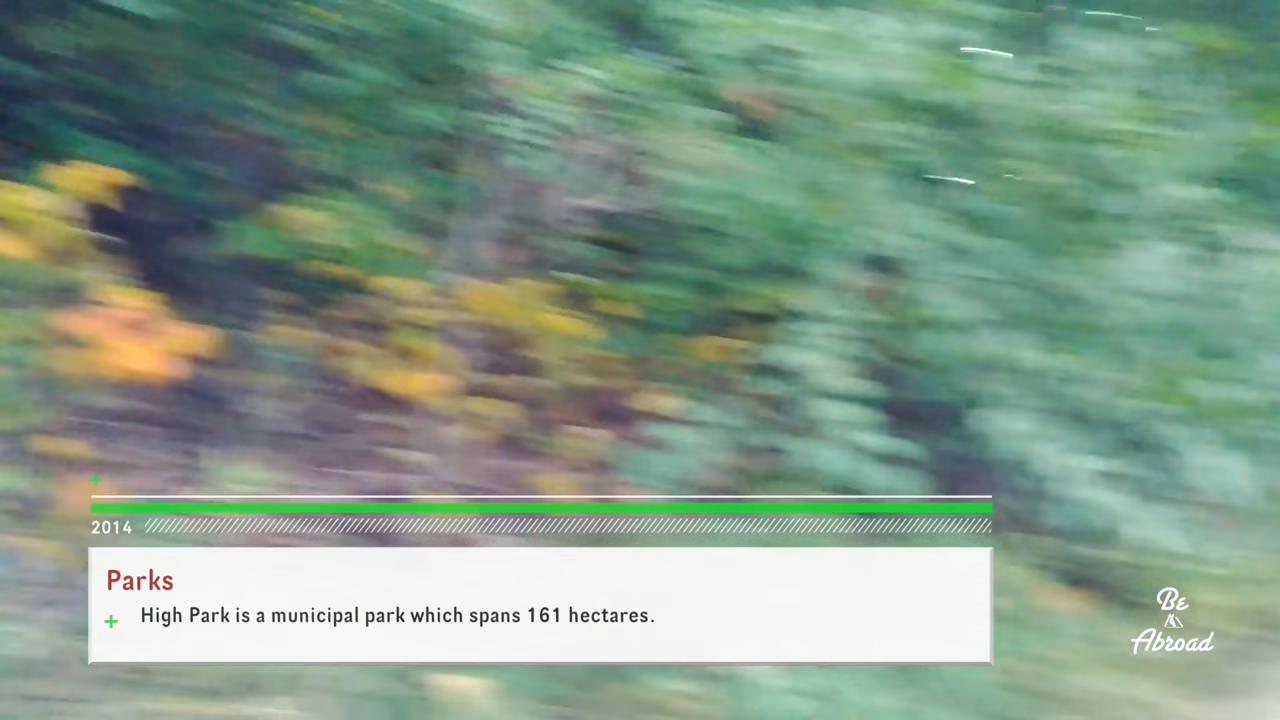 2014
Parks
High Park is a municipal park which spans 161 hectares.
Be
Abroad